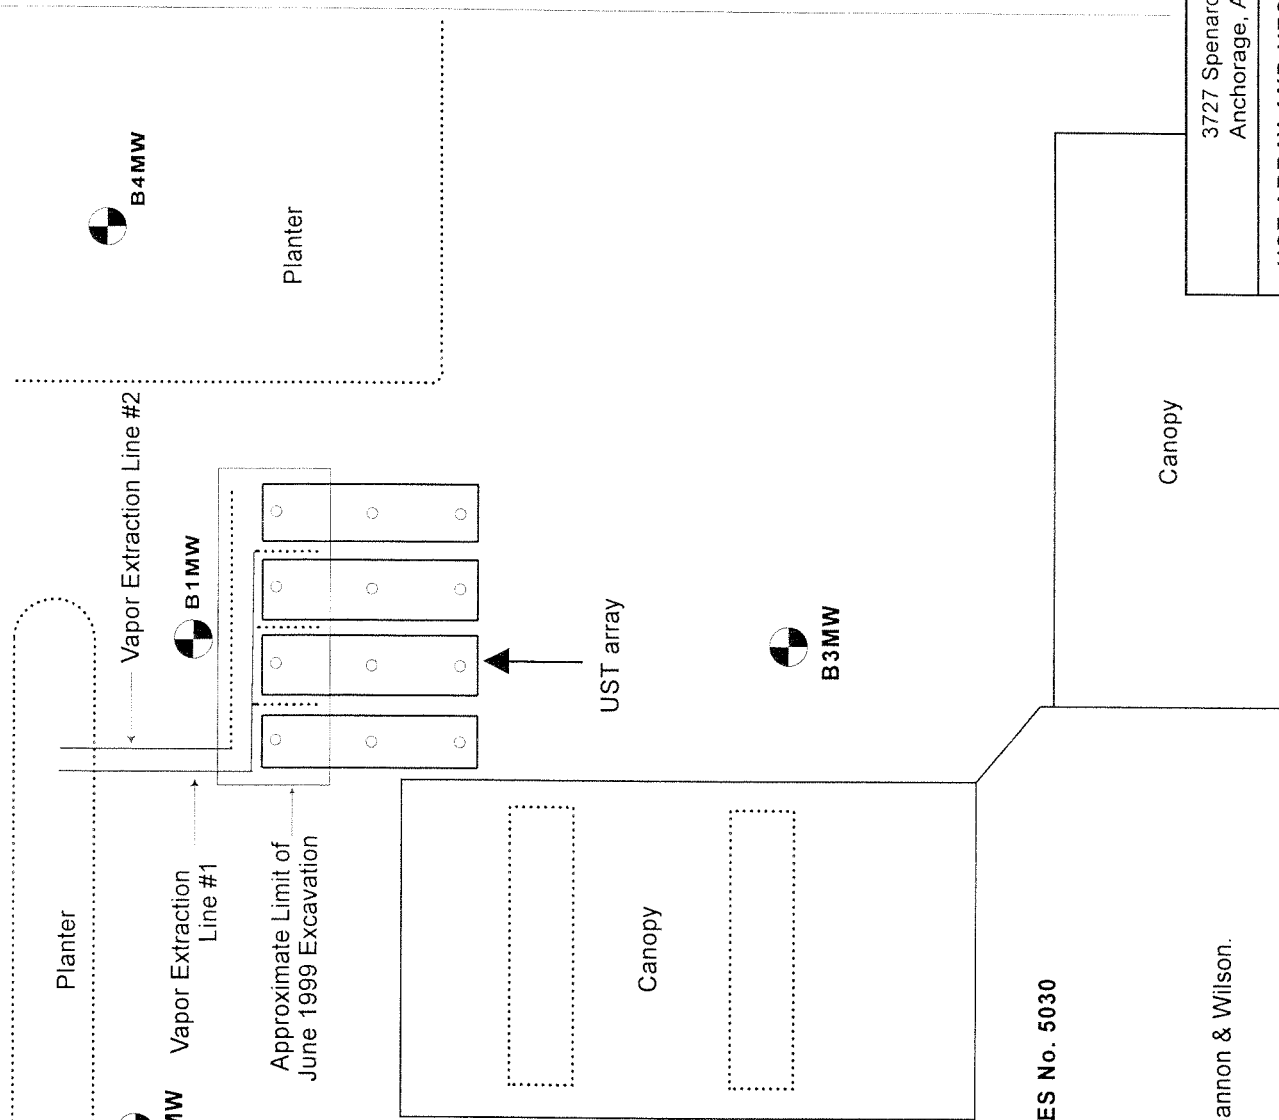 B4MW
Planter
Vapor Extraction Line #2
B1MW
Planter
Vapor Extraction
Line #1
Approximate Limit of
June 1999 Excavation
UST array
B3MW
Canopy
Canopy
MW
3727 Spenard
Anchorage, A
ES No. 5030
annon & Wilson.